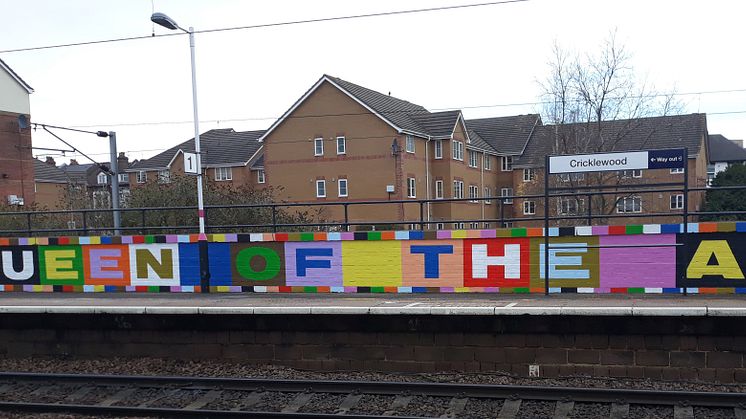 1
Cricklewood
Way out
UEEN OF THE A